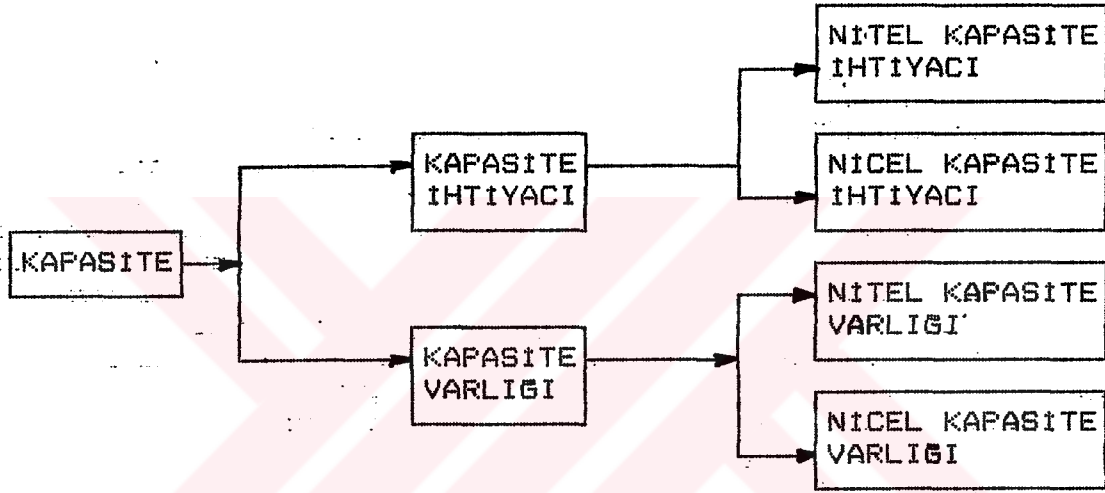 KAPASİTE
KAPASİTE
İHTİYACI
KAPASİTE
VARLIĞI
NİTEL KAPASİTE
İHTİYACI
NİCEL KAPASİTE
İHTİYACI
NİTEL KAPASİTE
VARLIĞI
NİCEL KAPASİTE
VARLIĞI